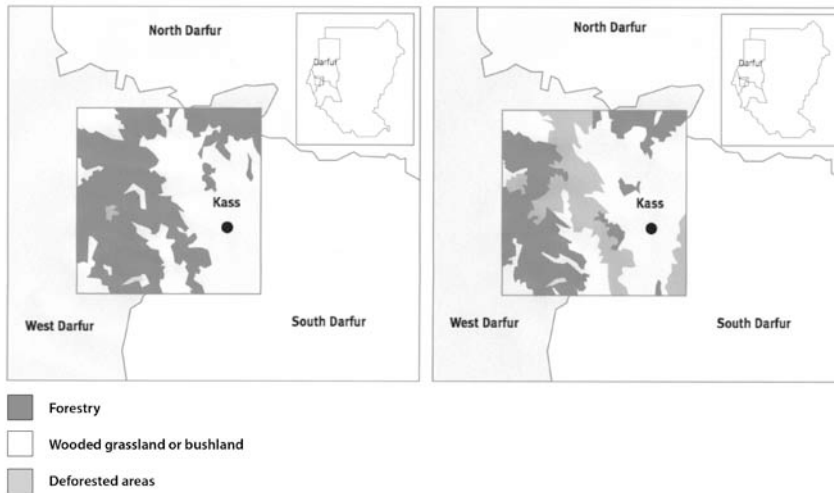 North Darfur
Darfur
Kass
West Darfur
South Darfur
North Darfur
Darfur
Kass
West Darfur
South Darfur
Forestry
Wooded grassland or bushland
Deforested areas